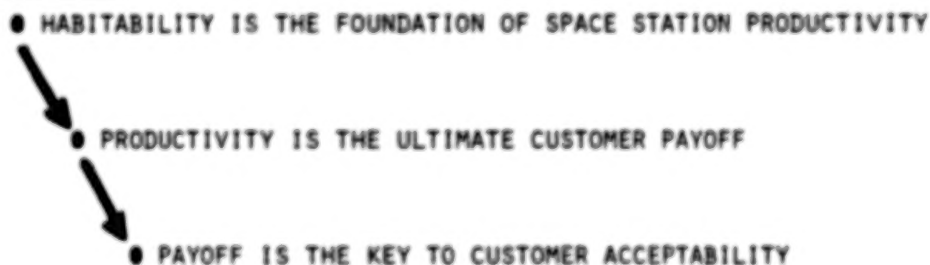 ● HABITABILITY IS THE FOUNDATION OF SPACE STATION PRODUCTIVITY
● PRODUCTIVITY IS THE ULTIMATE CUSTOMER PAYOFF
● PAYOFF IS THE KEY TO CUSTOMER ACCEPTABILITY